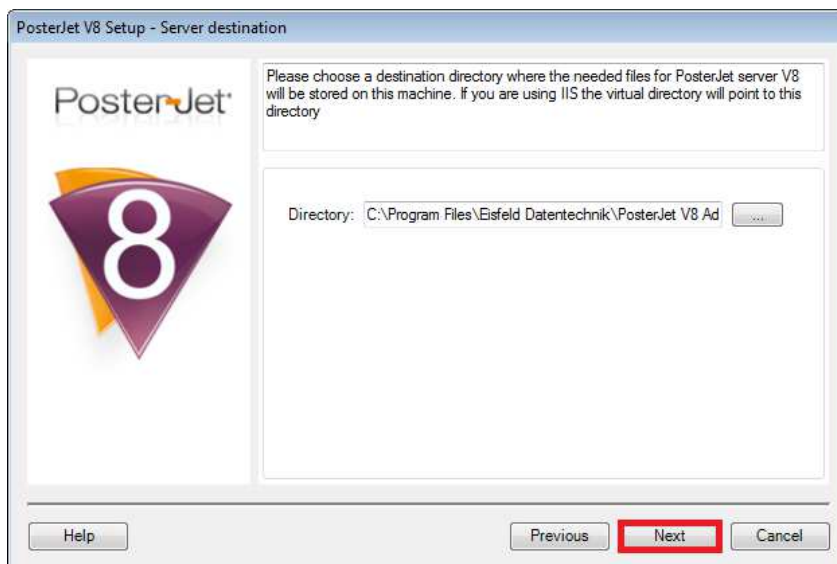 PosterJet V8 Setup - Server destination
PosterJet
Please choose a destination directory where the needed files for PosterJet server V8
will be stored on this machine. If you are using IIS the virtual directory will point to this
directory
8
Directory: C:\Program Files\Eisfeld Datentechnik\PosterJet V8 Ad ...
Help Previous Next Cancel